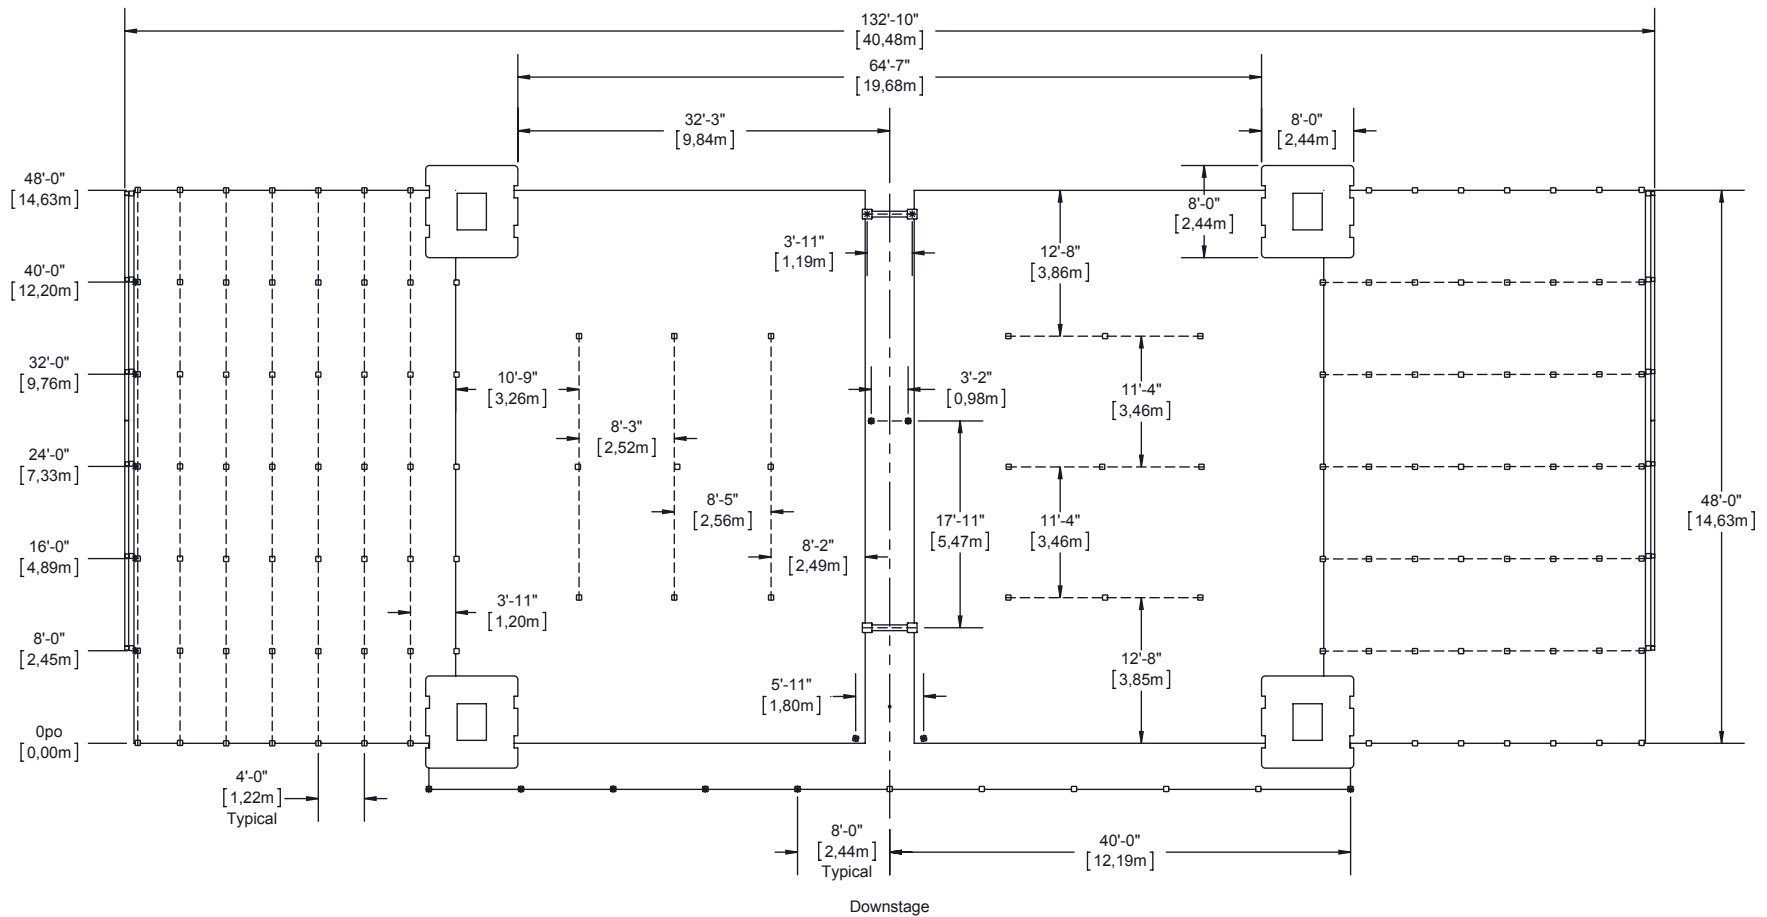 132'-10"
[40,48m]
64'-7"
[19,68m]
32'-3"
[9,84m]
8'-0"
[2,44m]
48'-0"
[14,63m]
8'-0"
[2,44m]
3'-11"
[1,19m]
12'-8"
[3,86m]
40'-0"
[12,20m]
32'-0"
[9,76m]
10'-9"
[3,26m]
3'-2"
[0,98m]
11'-4"
[3,46m]
8'-3"
[2,52m]
24'-0"
[7,33m]
8'-5"
[2,56m]
48'-0"
[14,63m]
17'-11"
[5,47m]
11'-4"
[3,46m]
16'-0"
[4,89m]
8'-2"
[2,49m]
3'-11"
[1,20m]
8'-0"
[2,45m]
12'-8"
[3,85m]
5'-11"
[1,80m]
0po
[0,00m]
4'-0"
[1,22m]
Typical
8'-0"
[2,44m]
Typical
40'-0"
[12,19m]
Downstage